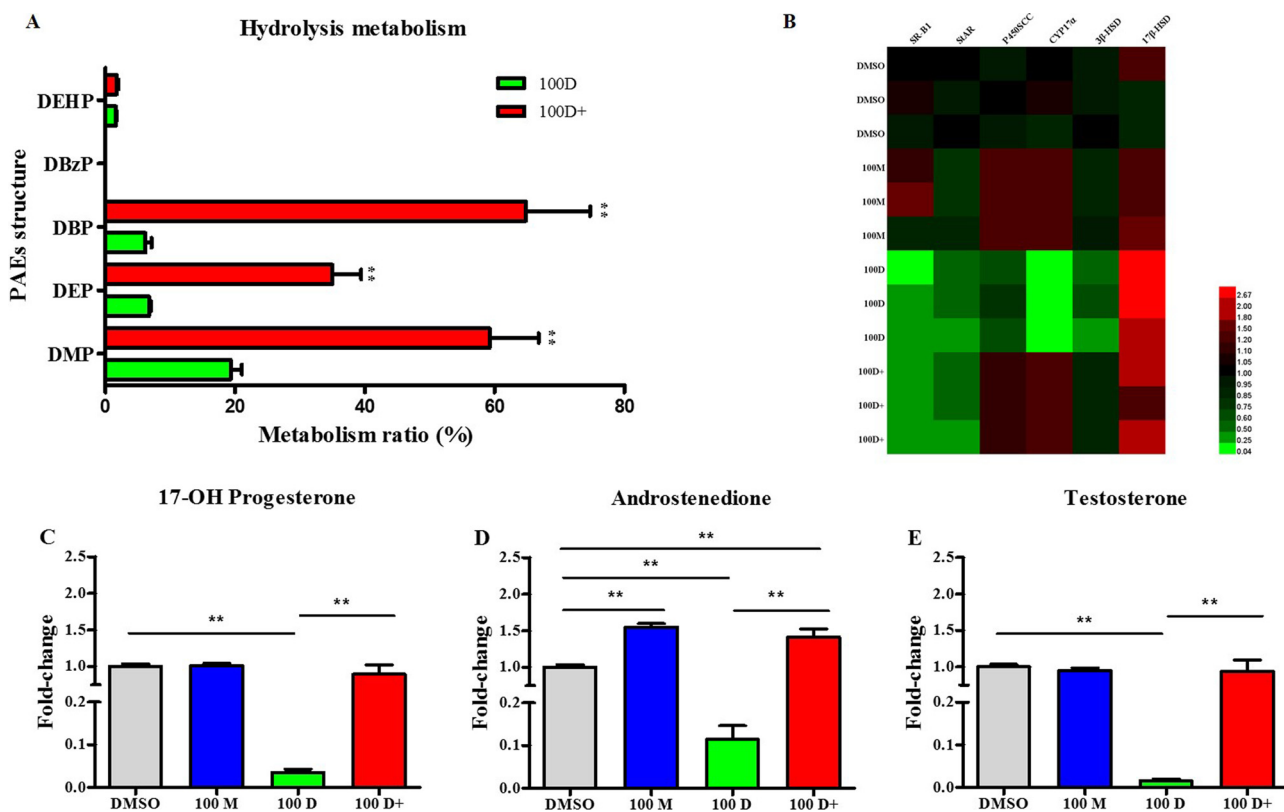 A
Hydrolysis metabolism
100D
100D+
PAEs structure
DEHP
DBzP
DBP
**
DEP
**
DMP
**
0 20 40 60 80
Metabolism ratio (%)
B
SR-B1 StAR P450SCC CYP17α 3β-HSD 17β-HSD
DMSO
DMSO
DMSO
100M
100M
100M
100D
100D
100D
100D+
100D+
100D+
2.67
2.00
1.80
1.50
1.20
1.10
1.05
1.00
0.95
0.85
0.75
0.60
0.50
0.25
0.04
17-OH Progesterone
C
Fold-change
2.5
2.0
1.5
1.0
0.2
0.1
0.0
**
**
DMSO 100 M 100 D 100 D+
Androstenedione
D
Fold-change
2.5
2.0
1.5
1.0
0.2
0.1
0.0
**
**
**
**
DMSO 100 M 100 D 100 D+
Testosterone
E
Fold-change
2.5
2.0
1.5
1.0
0.2
0.1
0.0
**
**
DMSO 100 M 100 D 100 D+